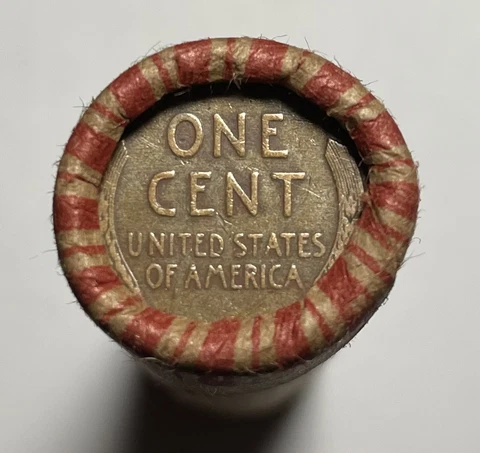 ONE
CENT
UNITED STATES
OF AMERICA